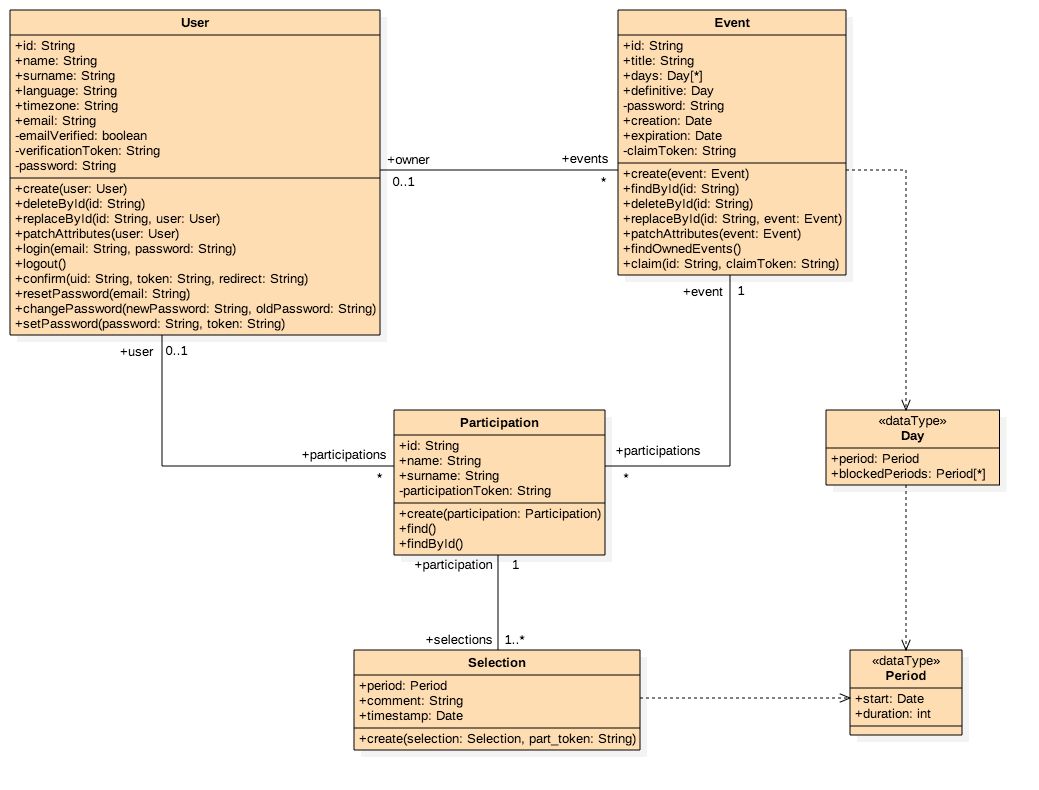 User
+id: String
+name: String
+surname: String
+language: String
+timezone: String
+email: String
-emailVerified: boolean
-verificationToken: String
-password: String
+create(user: User)
+deleteById(id: String)
+replaceById(id: String, user: User)
+patchAttributes(user: User)
+login(email: String, password: String)
+logout()
+confirm(uid: String, token: String, redirect: String)
+resetPassword(email: String)
+changePassword(newPassword: String, oldPassword: String)
+setPassword(password: String, token: String)
+owner
0..1
+events
*
Event
+id: String
+title: String
+days: Day[*]
+definitive: Day
-password: String
+creation: Date
+expiration: Date
-claimToken: String
+create(event: Event)
+findById(id: String)
+deleteById(id: String)
+replaceById(id: String, event: Event)
+patchAttributes(event: Event)
+findOwnedEvents()
+claim(id: String, claimToken: String)
+user
0..1
+participations
*
+event
1
+participations
*
Participation
+id: String
+name: String
+surname: String
-participationToken: String
+create(participation: Participation)
+find()
+findById()
«dataType»
Day
+period: Period
+blockedPeriods: Period[*]
+participation
1
+selections
1..*
Selection
+period: Period
+comment: String
+timestamp: Date
+create(selection: Selection, part_token: String)
«dataType»
Period
+start: Date
+duration: int